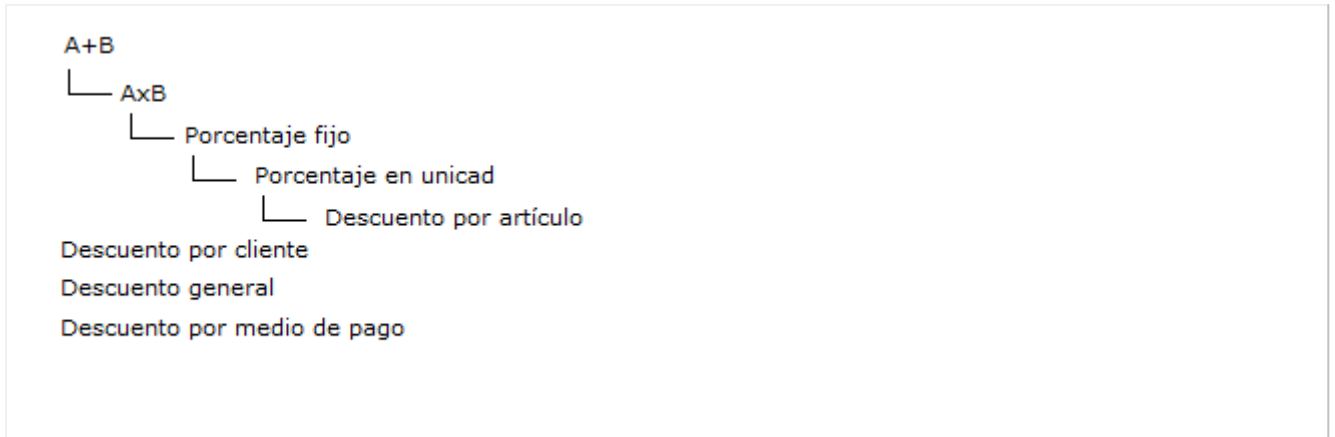 A+B
AxB
Porcentaje fijo
Porcentaje en unicad
Descuento por artículo
Descuento por cliente
Descuento general
Descuento por medio de pago